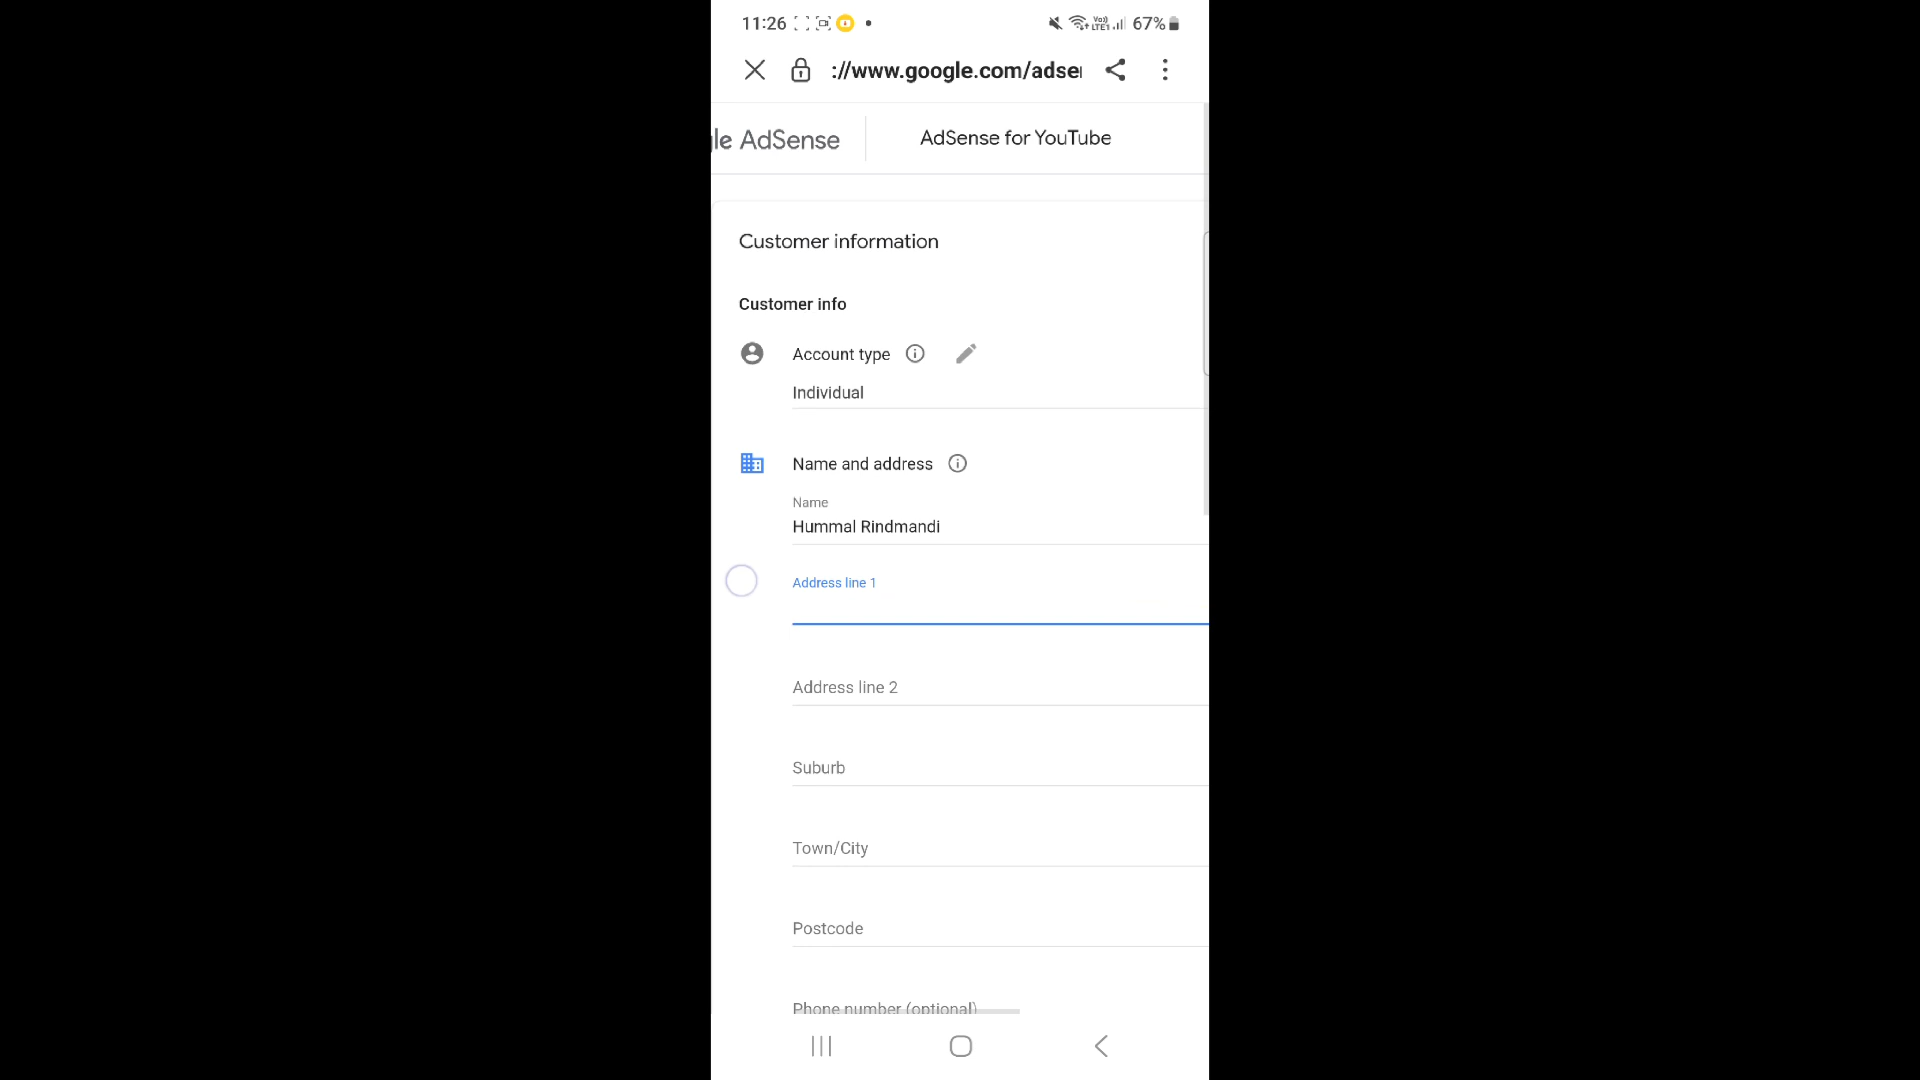 11:26 67%
://www.google.com/adse
le AdSense AdSense for YouTube
Customer information
Customer info
Account type
Individual
Name and address
Name
Hummal Rindmandi
Address line 1
Address line 2
Suburb
Town/City
Postcode
Phone number (optional)